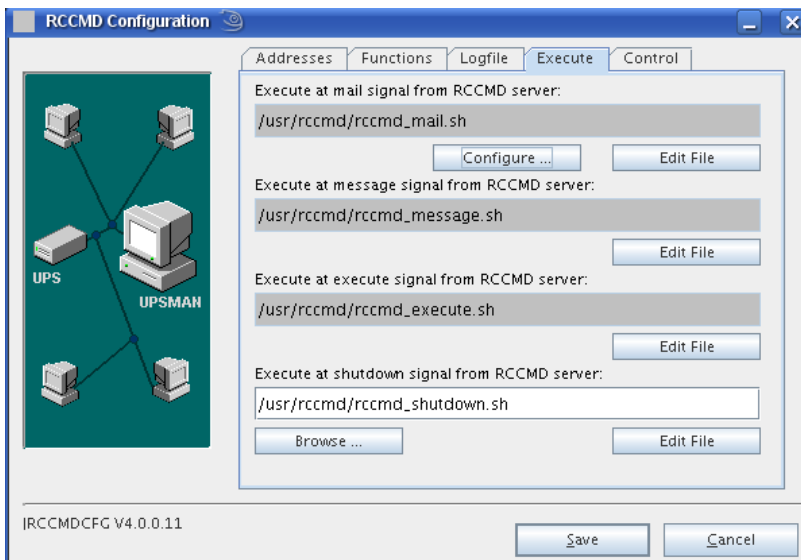 RCCMD Configuration
Addresses Functions Logfile Execute Control
Execute at mail signal from RCCMD server:
/usr/rccmd/rccmd_mail.sh
Configure ... Edit File
Execute at message signal from RCCMD server:
/usr/rccmd/rccmd_message.sh
Edit File
Execute at execute signal from RCCMD server:
/usr/rccmd/rccmd_execute.sh
Edit File
Execute at shutdown signal from RCCMD server:
/usr/rccmd/rccmd_shutdown.sh
Browse ... Edit File
UPS
UPSMAN
JRCCMDCFG V4.0.0.11
Save Cancel